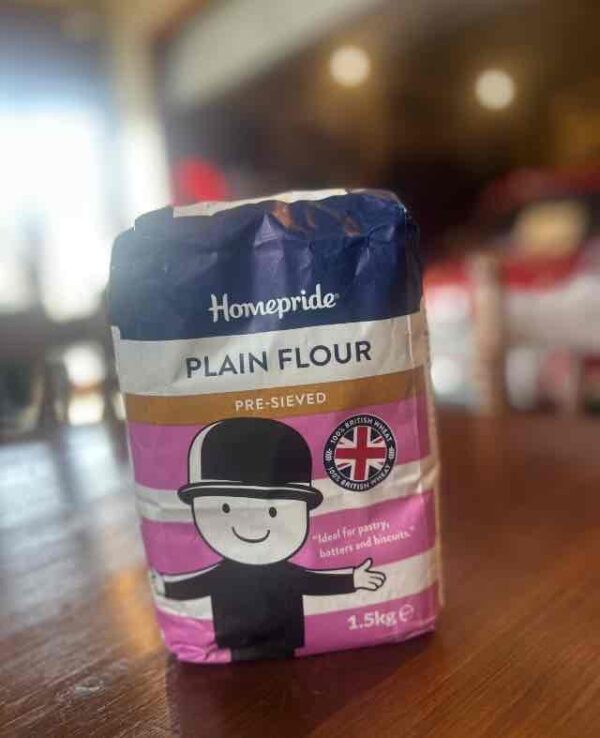 Homepride
PLAIN FLOUR
PRE-SIEVED
100% BRITISH WHEAT
100% BRITISH WHEAT
"Ideal for pastry,
batters and biscuits."
1.5kg ℮